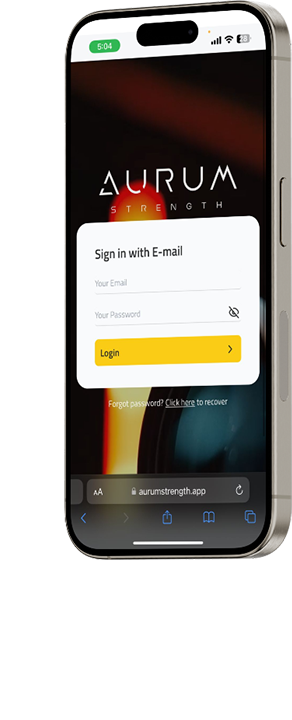 5:04
28
AURUM
STRENGTH
Sign in with E-mail
Your Email
Your Password
Login
Forgot password? Click here to recover
AA aurumstrength.app